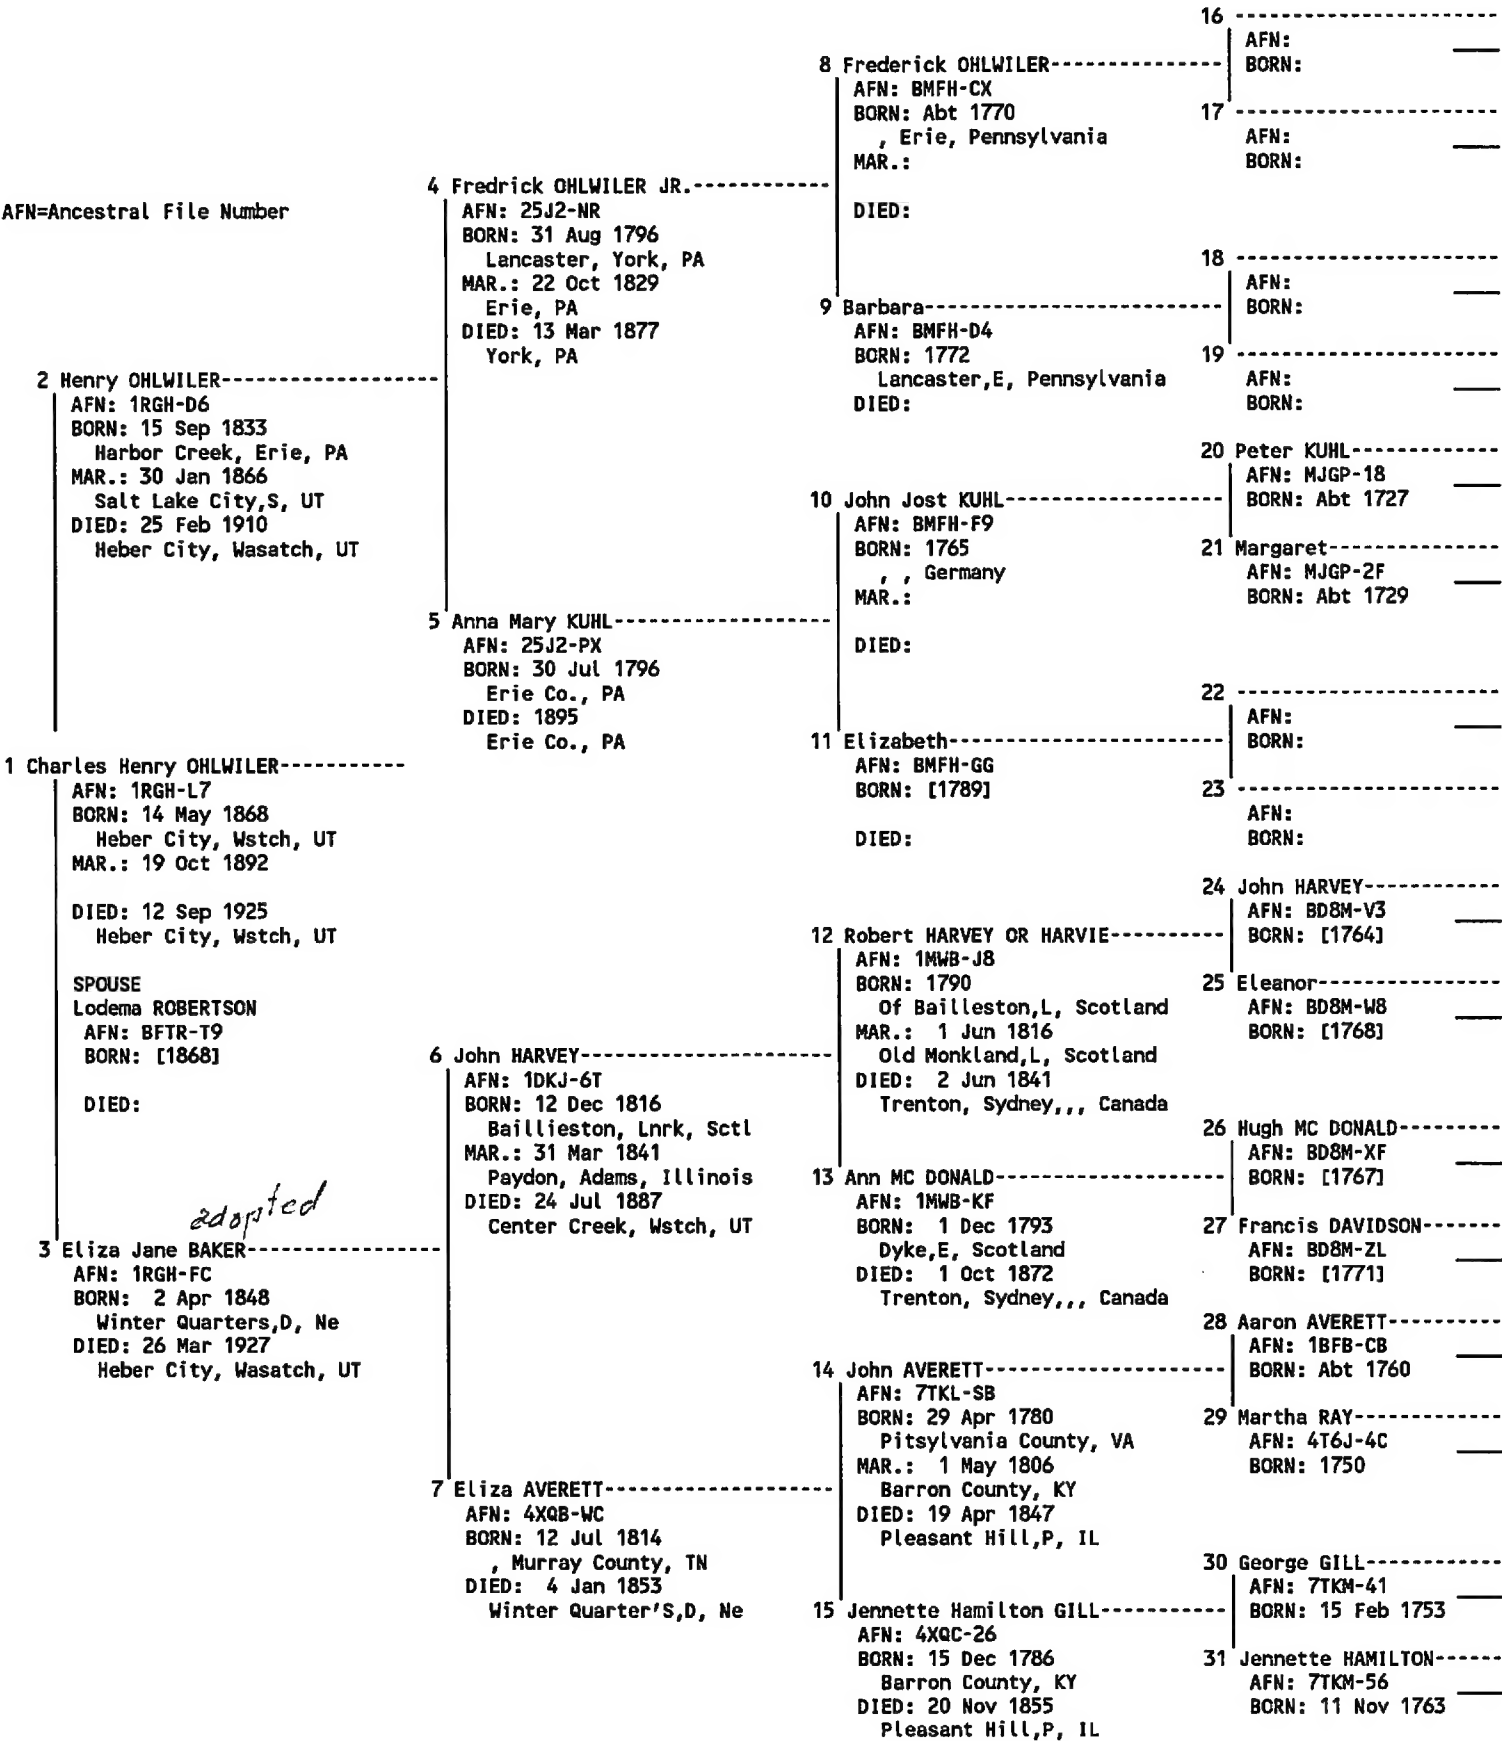 AFN=Ancestral File Number
1 Charles Henry OHLWILER-----------
AFN: 1RGH-L7
BORN: 14 May 1868
Heber City, Wstch, UT
MAR.: 19 Oct 1892
DIED: 12 Sep 1925
Heber City, Wstch, UT
SPOUSE
Lodema ROBERTSON
AFN: BFTR-T9
BORN: [1868]
DIED:
2 Henry OHLWILER------------------
AFN: 1RGH-D6
BORN: 15 Sep 1833
Harbor Creek, Erie, PA
MAR.: 30 Jan 1866
Salt Lake City,S, UT
DIED: 25 Feb 1910
Heber City, Wasatch, UT
adopted
3 Eliza Jane BAKER----------------
AFN: 1RGH-FC
BORN: 2 Apr 1848
Winter Quarters,D, Ne
DIED: 26 Mar 1927
Heber City, Wasatch, UT
4 Fredrick OHLWILER JR.-----------
AFN: 25J2-NR
BORN: 31 Aug 1796
Lancaster, York, PA
MAR.: 22 Oct 1829
Erie, PA
DIED: 13 Mar 1877
York, PA
5 Anna Mary KUHL------------------
AFN: 25J2-PX
BORN: 30 Jul 1796
Erie Co., PA
DIED: 1895
Erie Co., PA
6 John HARVEY---------------------
AFN: 1DKJ-6T
BORN: 12 Dec 1816
Baillieston, Lnrk, Sctl
MAR.: 31 Mar 1841
Paydon, Adams, Illinois
DIED: 24 Jul 1887
Center Creek, Wstch, UT
7 Eliza AVERETT-------------------
AFN: 4XQB-WC
BORN: 12 Jul 1814
, Murray County, TN
DIED: 4 Jan 1853
Winter Quarter'S,D, Ne
8 Frederick OHLWILER--------------
AFN: BMFH-CX
BORN: Abt 1770
, Erie, Pennsylvania
MAR.:
DIED:
9 Barbara-------------------------
AFN: BMFH-D4
BORN: 1772
Lancaster,E, Pennsylvania
DIED:
10 John Jost KUHL------------------
AFN: BMFH-F9
BORN: 1765
, , Germany
MAR.:
DIED:
11 Elizabeth-----------------------
AFN: BMFH-GG
BORN: [1789]
DIED:
12 Robert HARVEY OR HARVIE---------
AFN: 1MWB-J8
BORN: 1790
Of Bailleston,L, Scotland
MAR.: 1 Jun 1816
Old Monkland,L, Scotland
DIED: 2 Jun 1841
Trenton, Sydney,,, Canada
13 Ann MC DONALD-------------------
AFN: 1MWB-KF
BORN: 1 Dec 1793
Dyke,E, Scotland
DIED: 1 Oct 1872
Trenton, Sydney,,, Canada
14 John AVERETT--------------------
AFN: 7TKL-SB
BORN: 29 Apr 1780
Pitsylvania County, VA
MAR.: 1 May 1806
Barron County, KY
DIED: 19 Apr 1847
Pleasant Hill,P, IL
15 Jennette Hamilton GILL----------
AFN: 4XQC-26
BORN: 15 Dec 1786
Barron County, KY
DIED: 20 Nov 1855
Pleasant Hill,P, IL
16 --------------------
AFN:
BORN:
17 --------------------
AFN:
BORN:
18 --------------------
AFN:
BORN:
19 --------------------
AFN:
BORN:
20 Peter KUHL-----------
AFN: MJGP-18
BORN: Abt 1727
21 Margaret-------------
AFN: MJGP-2F
BORN: Abt 1729
22 --------------------
AFN:
BORN:
23 --------------------
AFN:
BORN:
24 John HARVEY----------
AFN: BD8M-V3
BORN: [1764]
25 Eleanor--------------
AFN: BD8M-W8
BORN: [1768]
26 Hugh MC DONALD--------
AFN: BD8M-XF
BORN: [1767]
27 Francis DAVIDSON------
AFN: BD8M-ZL
BORN: [1771]
28 Aaron AVERETT--------
AFN: 1BFB-CB
BORN: Abt 1760
29 Martha RAY-----------
AFN: 4T6J-4C
BORN: 1750
30 George GILL----------
AFN: 7TKM-41
BORN: 15 Feb 1753
31 Jennette HAMILTON------
AFN: 7TKM-56
BORN: 11 Nov 1763